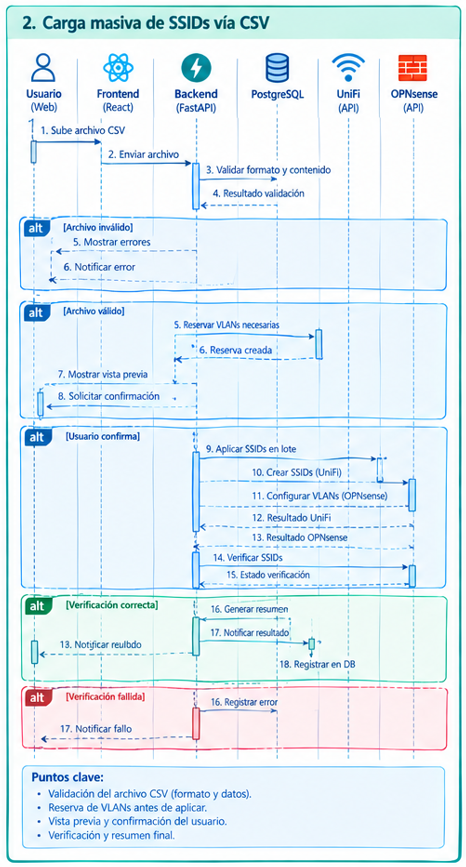 2. Carga masiva de SSIDs vía CSV
Usuario
(Web)
Frontend
(React)
Backend
(FastAPI)
PostgreSQL
UniFi
(API)
OPNsense
(API)
1. Sube archivo CSV
2. Enviar archivo
3. Validar formato y contenido
4. Resultado validación
alt [Archivo inválido]
5. Mostrar errores
6. Notificar error
alt [Archivo válido]
5. Reservar VLANs necesarias
6. Reserva creada
7. Mostrar vista previa
8. Solicitar confirmación
alt [Usuario confirma]
9. Aplicar SSIDs en lote
10. Crear SSIDs (UniFi)
11. Configurar VLANs (OPNsense)
12. Resultado UniFi
13. Resultado OPNsense
14. Verificar SSIDs
15. Estado verificación
alt [Verificación correcta]
16. Generar resumen
17. Notificar resultado
13. Noticar reulbdo
18. Registrar en DB
alt [Verificación fallida]
16. Registrar error
17. Notificar fallo
Puntos clave:
• Validación del archivo CSV (formato y datos).
• Reserva de VLANs antes de aplicar.
• Vista previa y confirmación del usuario.
• Verificación y resumen final.